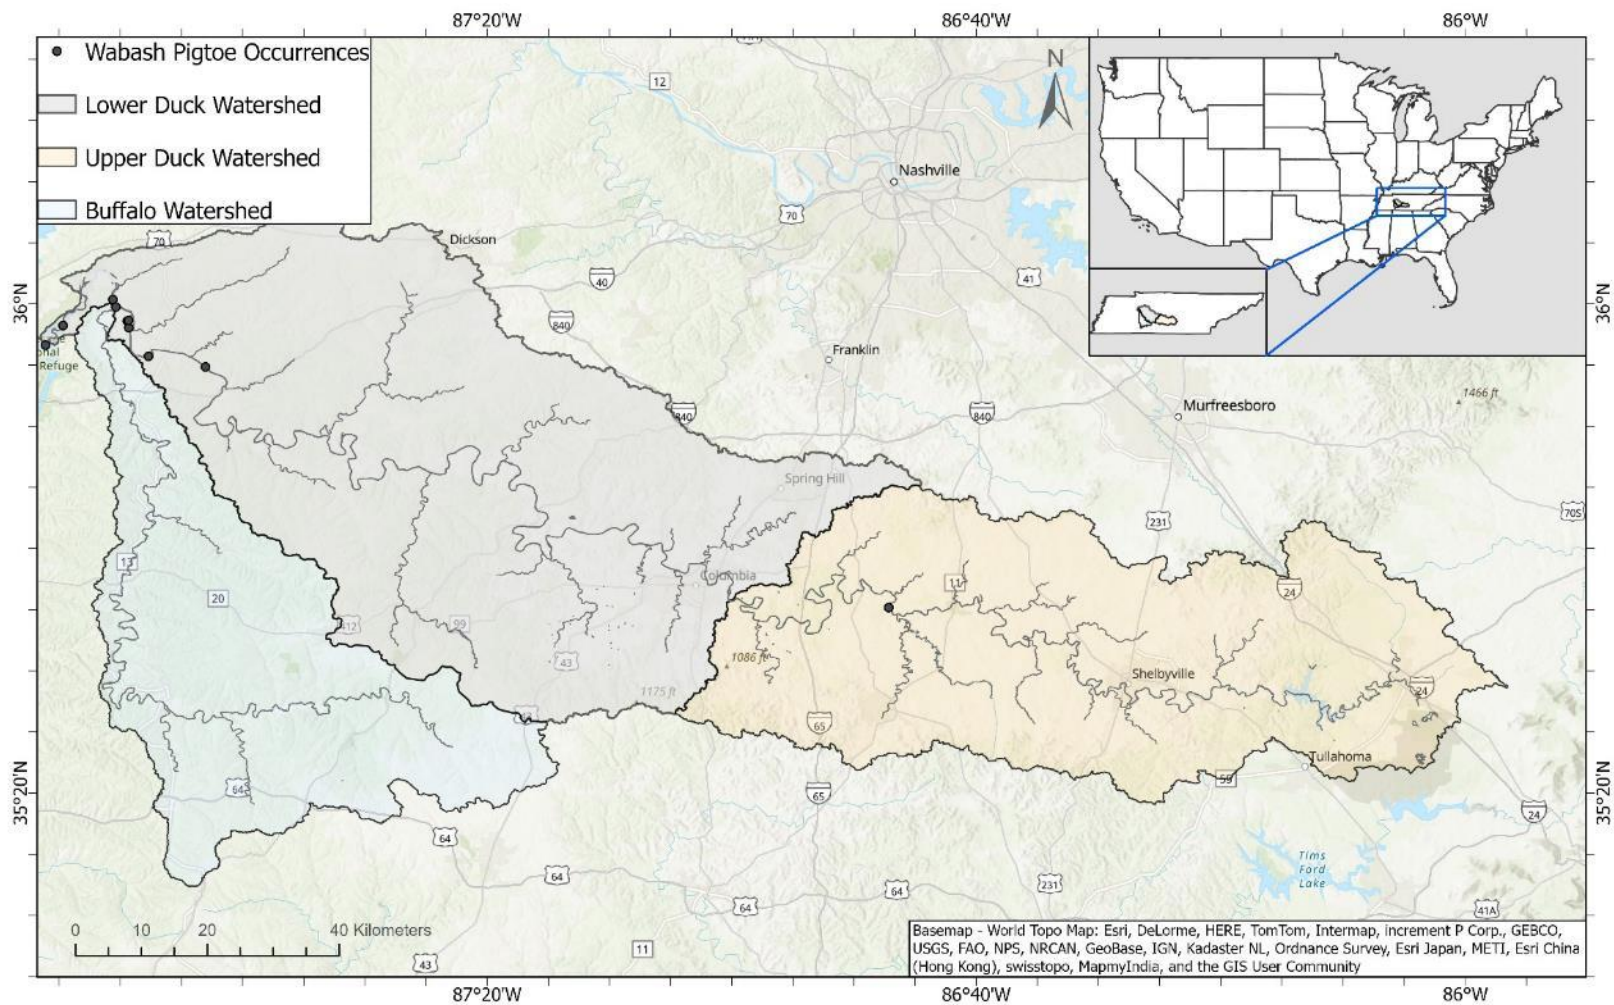 87°20'W 86°40'W 86°W
Wabash Pigtoe Occurrences
Lower Duck Watershed
Upper Duck Watershed
Buffalo Watershed
N
12
Nashville
70
70
Dickson
40
41
36°N
36°N
840
Franklin
Refuge
1466 ft
840
840
Murfreesboro
Spring Hill
231
70S
13
Columbia
11
24
20
412
99
43
1086 ft
Shelbyville
1175 ft
24
65
Tullahoma
35°20'N
35°20'N
64
65
55
24
64
Tims
Ford
Lake
64
64
231
64
41A
0 10 20 40 Kilometers
11
43
Basemap - World Topo Map: Esri, DeLorme, HERE, TomTom, Intermap, increment P Corp., GEBCO,
USGS, FAO, NPS, NRCAN, GeoBase, IGN, Kadaster NL, Ordnance Survey, Esri Japan, METI, Esri China
(Hong Kong), swisstopo, MapmyIndia, and the GIS User Community
87°20'W 86°40'W 86°W